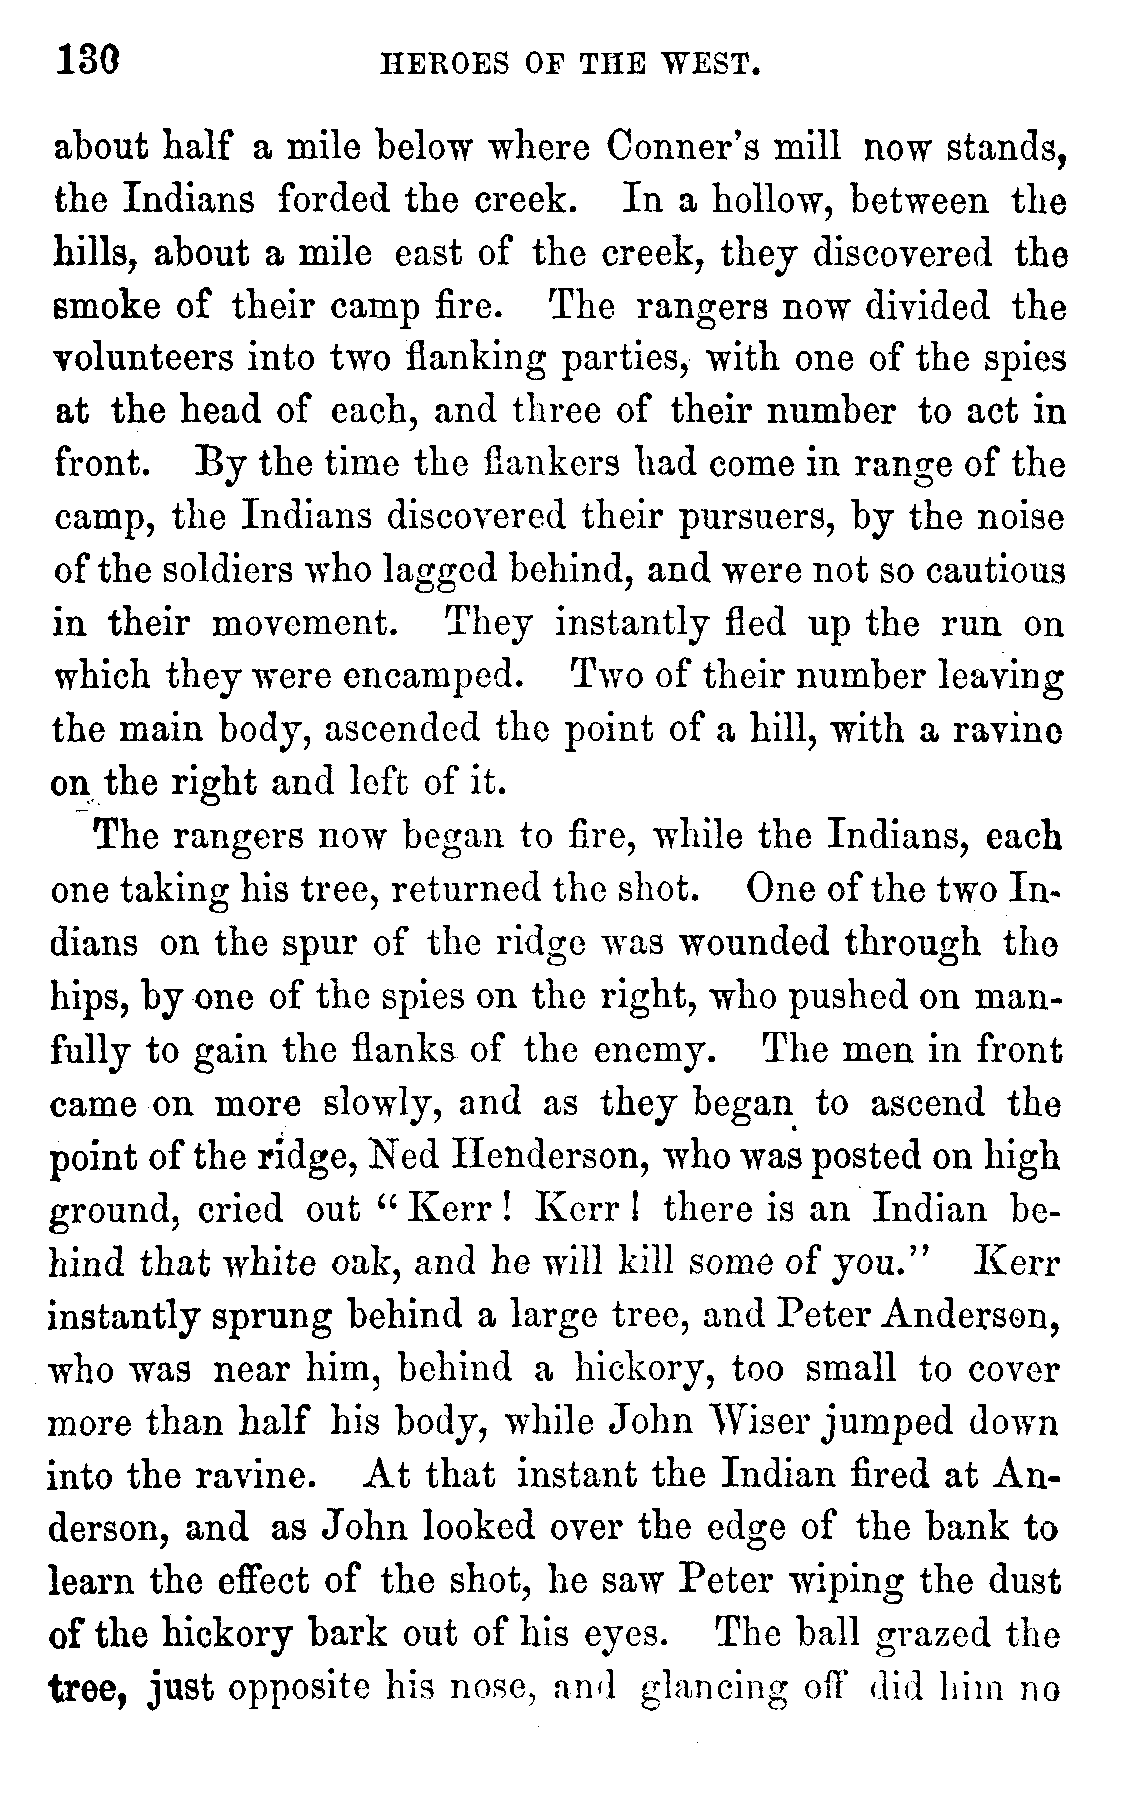 130 HEROES OF THE WEST.
about half a mile below where Conner's mill now stands,
the Indians forded the creek. In a hollow, between the
hills, about a mile east of the creek, they discovered the
smoke of their camp fire. The rangers now divided the
volunteers into two flanking parties, with one of the spies
at the head of each, and three of their number to act in
front. By the time the flankers had come in range of the
camp, the Indians discovered their pursuers, by the noise
of the soldiers who lagged behind, and were not so cautious
in their movement. They instantly fled up the run on
which they were encamped. Two of their number leaving
the main body, ascended the point of a hill, with a ravine
on the right and left of it.
The rangers now began to fire, while the Indians, each
one taking his tree, returned the shot. One of the two In-
dians on the spur of the ridge was wounded through the
hips, by one of the spies on the right, who pushed on man-
fully to gain the flanks of the enemy. The men in front
came on more slowly, and as they began to ascend the
point of the ridge, Ned Henderson, who was posted on high
ground, cried out "Kerr! Kerr! there is an Indian be-
hind that white oak, and he will kill some of you." Kerr
instantly sprung behind a large tree, and Peter Anderson,
who was near him, behind a hickory, too small to cover
more than half his body, while John Wiser jumped down
into the ravine. At that instant the Indian fired at An-
derson, and as John looked over the edge of the bank to
learn the effect of the shot, he saw Peter wiping the dust
of the hickory bark out of his eyes. The ball grazed the
tree, just opposite his nose, and glancing off did him no